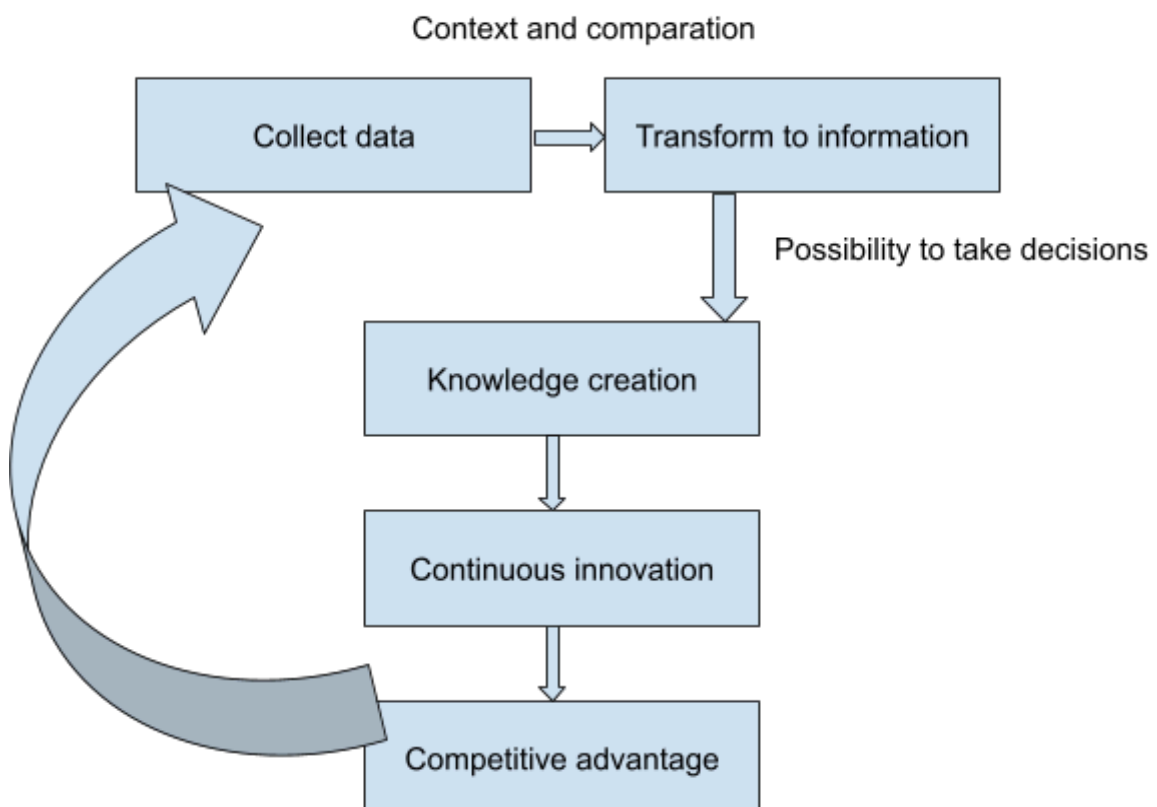 Context and comparation
Collect data
Transform to information
Possibility to take decisions
Knowledge creation
Continuous innovation
Competitive advantage